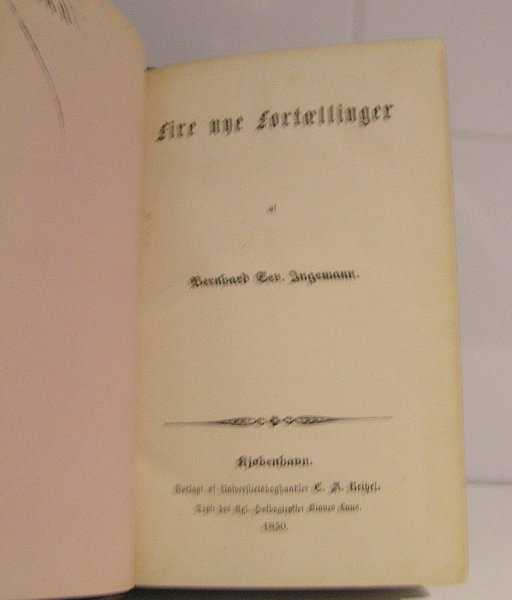 Fire nye Fortællinger
af
Bernhard Sev. Ingemann.
Kjøbenhavn.
Forlagt af Universitetsboghandler C. A. Reitzel.
Trykt hos Kgl. Hofbogtrykker Bianco Luno.
1850.